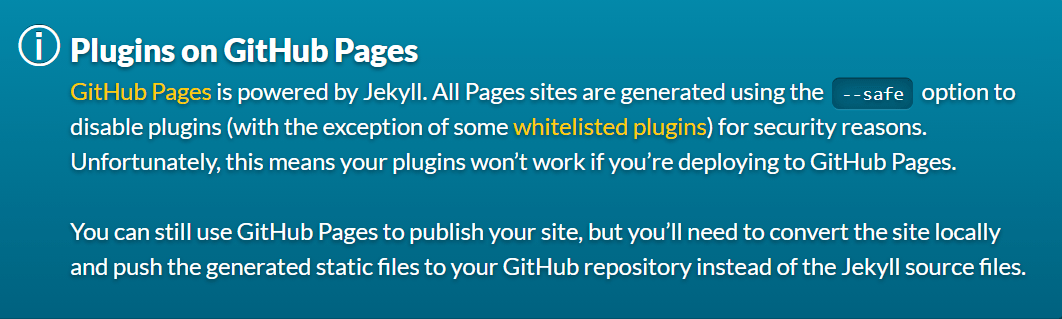 Plugins on GitHub Pages
GitHub Pages is powered by Jekyll. All Pages sites are generated using the --safe option to
disable plugins (with the exception of some whitelisted plugins) for security reasons.
Unfortunately, this means your plugins won’t work if you’re deploying to GitHub Pages.
You can still use GitHub Pages to publish your site, but you’ll need to convert the site locally
and push the generated static files to your GitHub repository instead of the Jekyll source files.